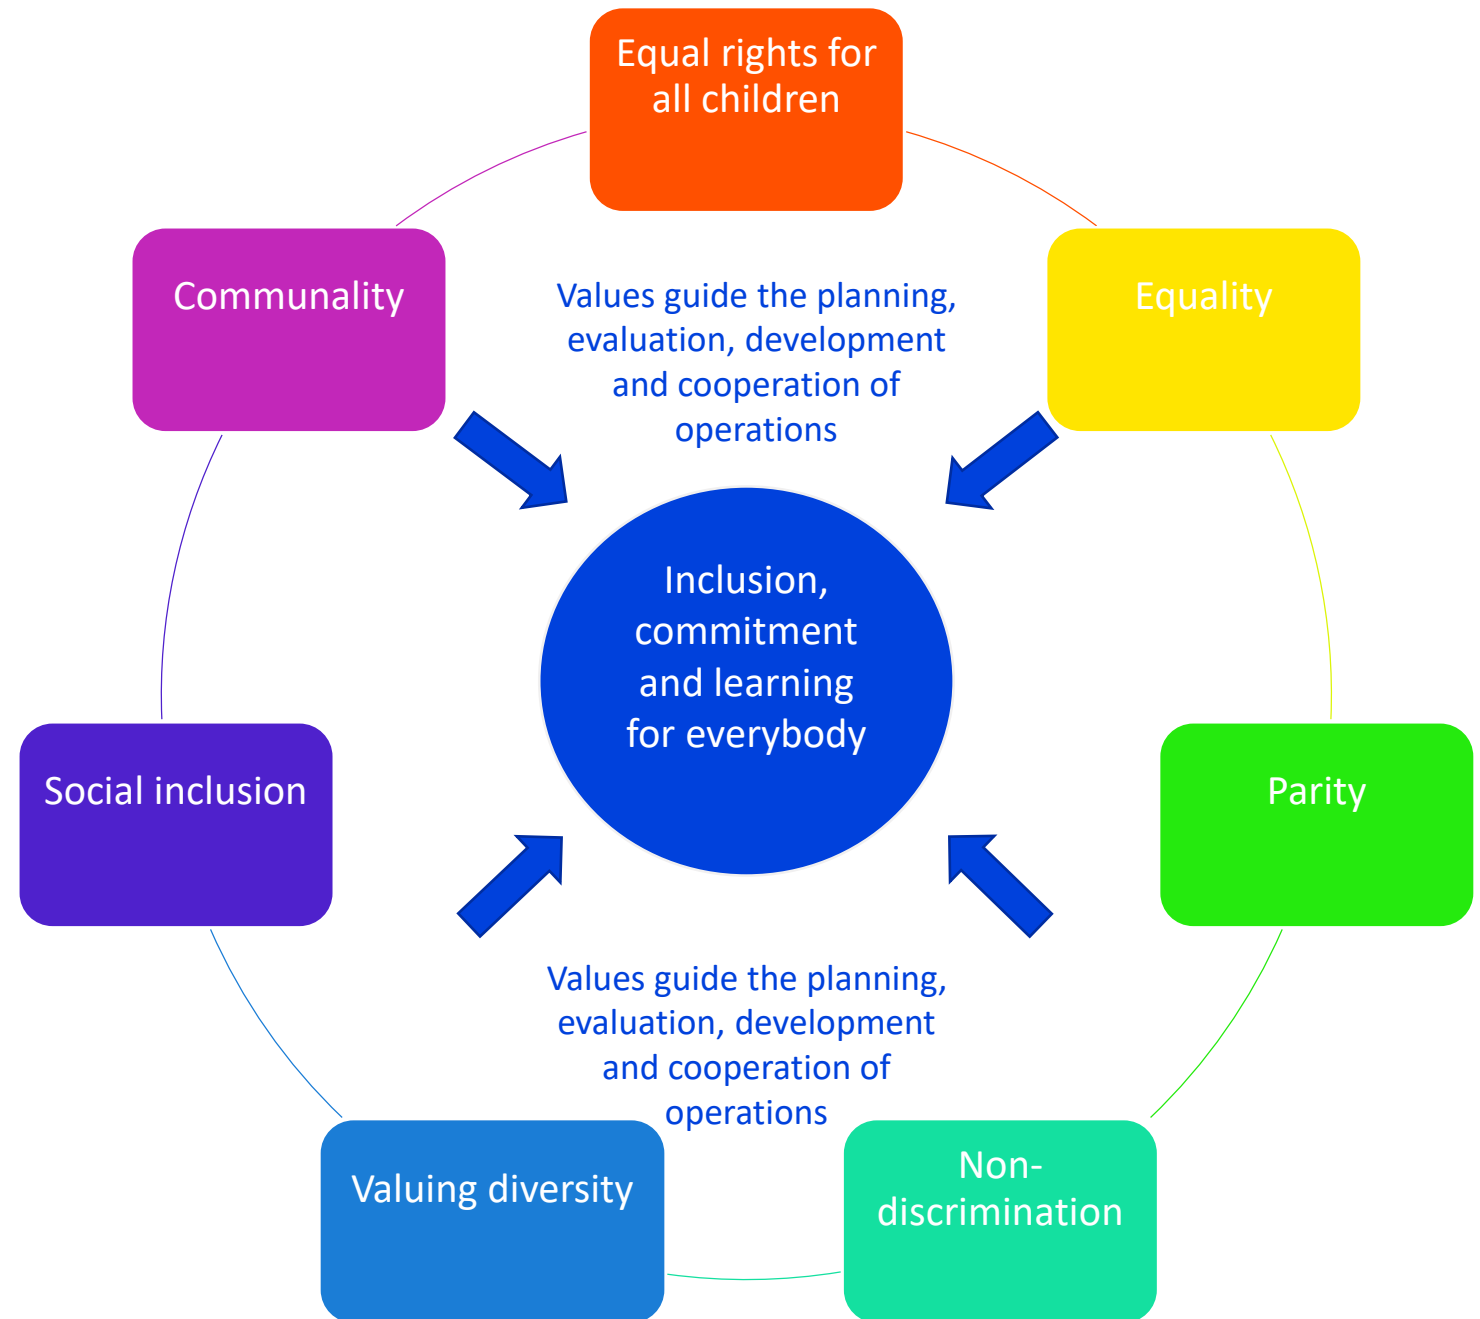 Equal rights for
all children
Communality
Values guide the planning,
evaluation, development
and cooperation of
operations
Equality
Inclusion,
commitment
and learning
for everybody
Social inclusion
Parity
Values guide the planning,
evaluation, development
and cooperation of
operations
Valuing diversity
Non-
discrimination